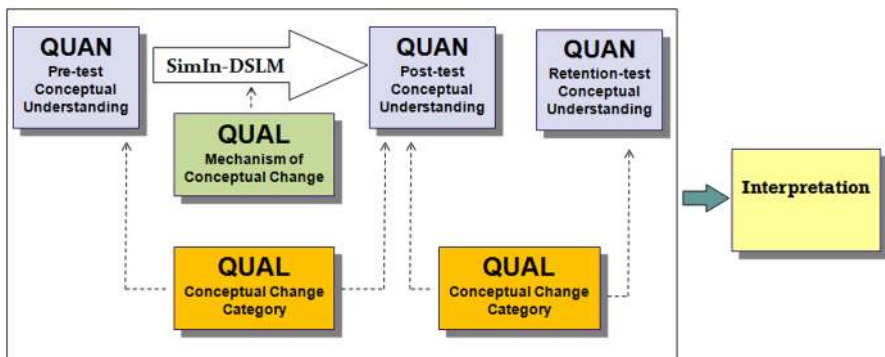 QUAN
Pre-test
Conceptual
Understanding
SimIn-DSLM
QUAN
Post-test
Conceptual
Understanding
QUAN
Retention-test
Conceptual
Understanding
QUAL
Mechanism of
Conceptual Change
Interpretation
QUAL
Conceptual Change
Category
QUAL
Conceptual Change
Category